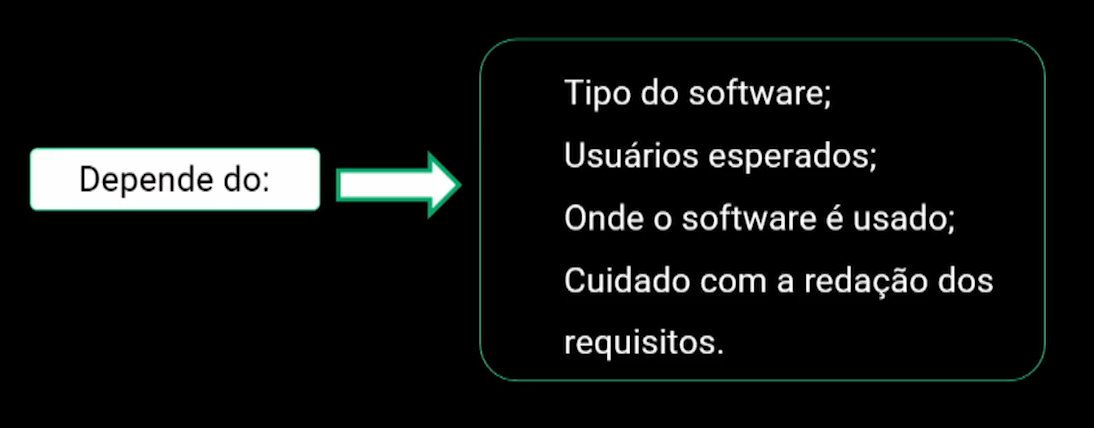 Depende do:
Tipo do software;
Usuários esperados;
Onde o software é usado;
Cuidado com a redação dos
requisitos.